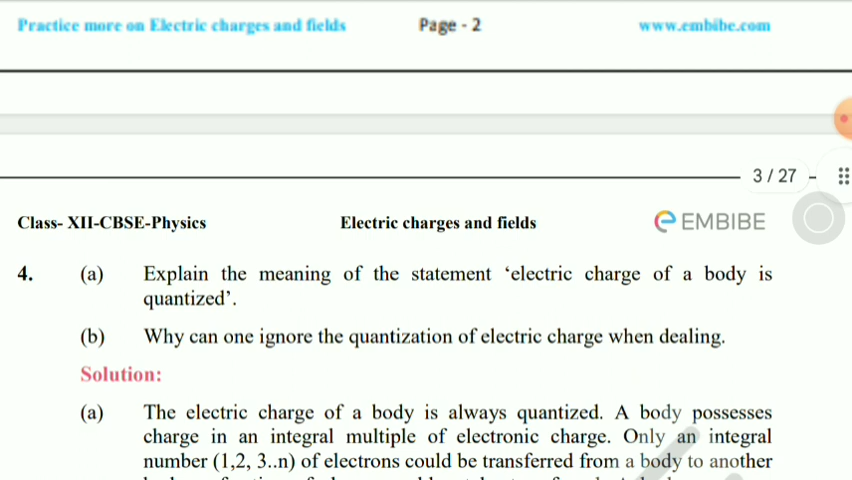 Practice more on Electric charges and fields Page - 2 www.embibe.com
3 / 27
Class- XII-CBSE-Physics Electric charges and fields EMBIBE
4. (a) Explain the meaning of the statement ‘electric charge of a body is
quantized’.
(b) Why can one ignore the quantization of electric charge when dealing.
Solution:
(a) The electric charge of a body is always quantized. A body possesses
charge in an integral multiple of electronic charge. Only an integral
number (1,2, 3..n) of electrons could be transferred from a body to another